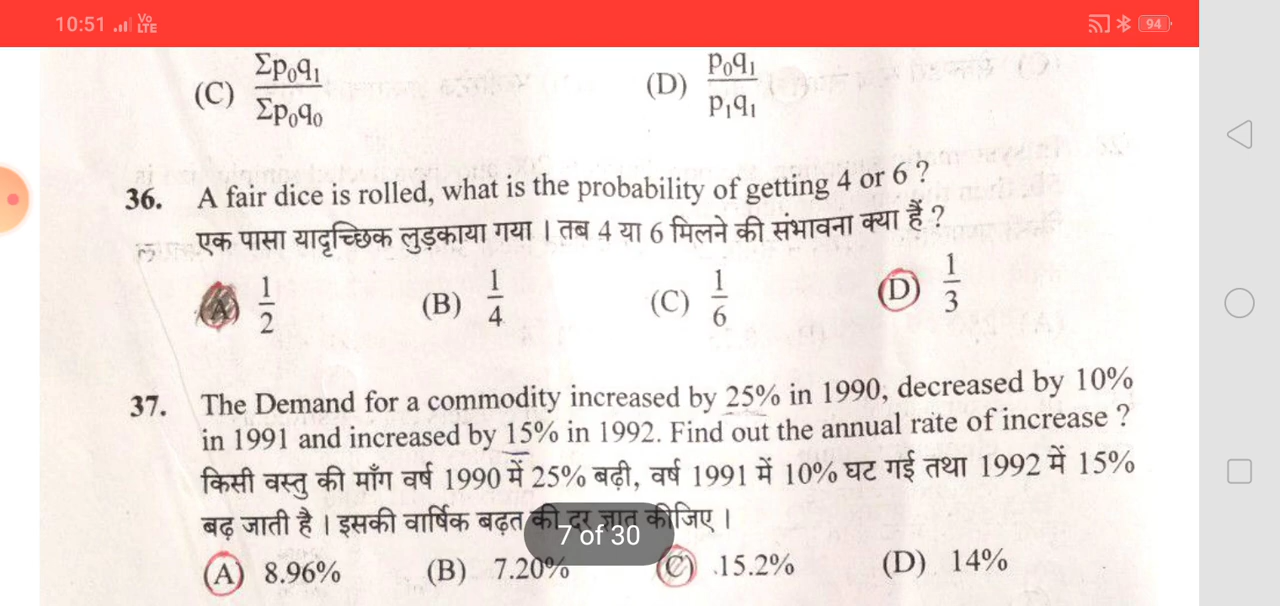 10:51 Vo LTE 94
(C) Σp₀q₁ / Σp₀q₀ (D) p₀q₁ / p₁q₁
36. A fair dice is rolled, what is the probability of getting 4 or 6 ?
एक पासा यादृच्छिक लुड़काया गया । तब 4 या 6 मिलने की संभावना क्या हैं ?
(A) 1/2 (B) 1/4 (C) 1/6 (D) 1/3
37. The Demand for a commodity increased by 25% in 1990, decreased by 10%
in 1991 and increased by 15% in 1992. Find out the annual rate of increase ?
किसी वस्तु की माँग वर्ष 1990 में 25% बढ़ी, वर्ष 1991 में 10% घट गई तथा 1992 में 15%
बढ़ जाती है । इसकी वार्षिक बढ़त की दर ज्ञात कीजिए ।
7 of 30
(A) 8.96% (B) 7.20% (C) 15.2% (D) 14%